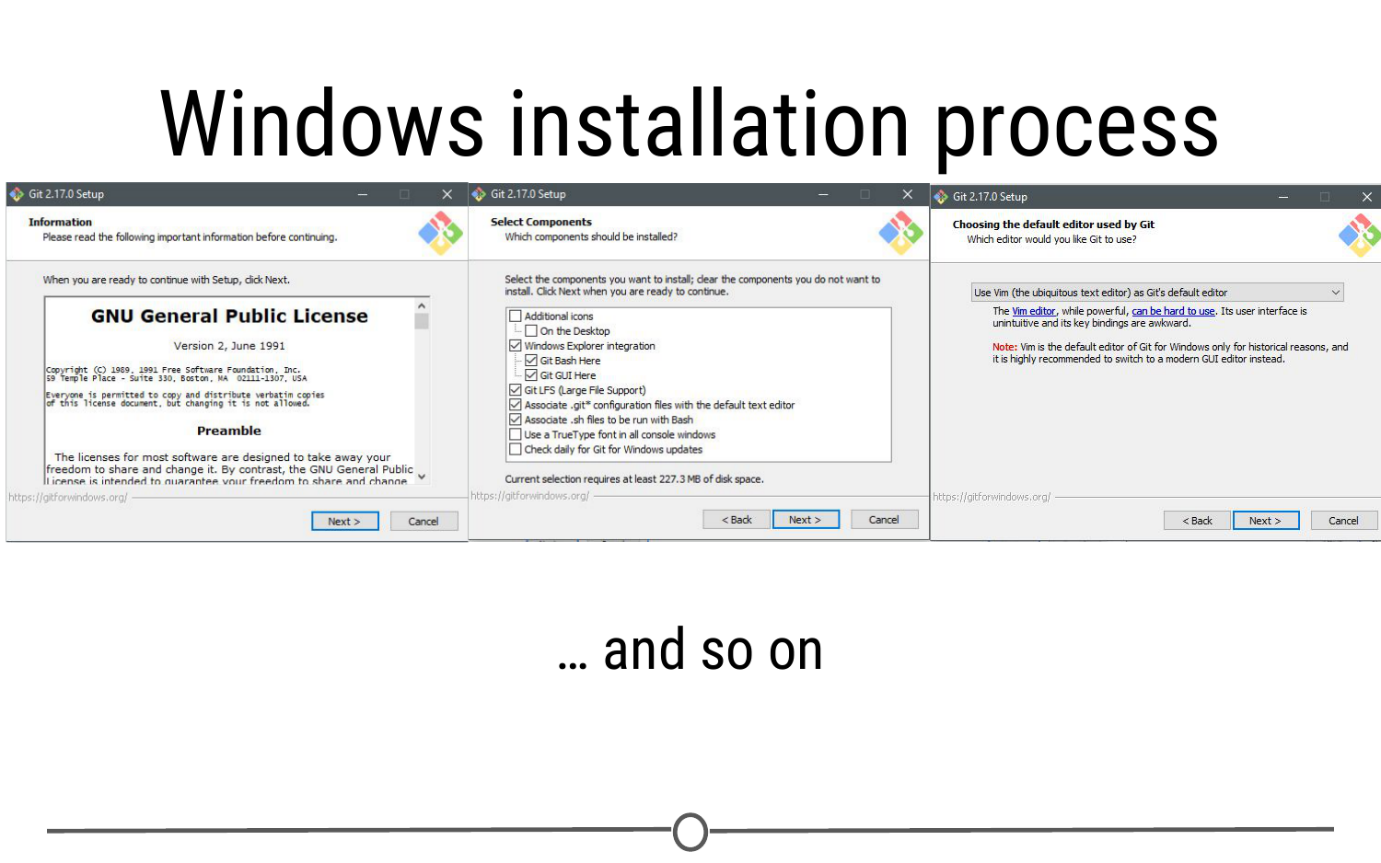 Windows installation process
Git 2.17.0 Setup
Information
Please read the following important information before continuing.
When you are ready to continue with Setup, click Next.
GNU General Public License
Version 2, June 1991
Copyright (C) 1989, 1991 Free Software Foundation, Inc.
59 Temple Place - Suite 330, Boston, MA  02111-1307, USA
Everyone is permitted to copy and distribute verbatim copies
of this license document, but changing it is not allowed.
Preamble
The licenses for most software are designed to take away your
freedom to share and change it. By contrast, the GNU General Public
License is intended to guarantee your freedom to share and change
https://gitforwindows.org/
Next >
Cancel
Git 2.17.0 Setup
Select Components
Which components should be installed?
Select the components you want to install; clear the components you do not want to
install. Click Next when you are ready to continue.
Additional icons
On the Desktop
Windows Explorer integration
Git Bash Here
Git GUI Here
Git LFS (Large File Support)
Associate .git* configuration files with the default text editor
Associate .sh files to be run with Bash
Use a TrueType font in all console windows
Check daily for Git for Windows updates
Current selection requires at least 227.3 MB of disk space.
https://gitforwindows.org/
< Back
Next >
Cancel
Git 2.17.0 Setup
Choosing the default editor used by Git
Which editor would you like Git to use?
Use Vim (the ubiquitous text editor) as Git's default editor
The Vim editor, while powerful, can be hard to use. Its user interface is
unintuitive and its key bindings are awkward.
Note: Vim is the default editor of Git for Windows only for historical reasons, and
it is highly recommended to switch to a modern GUI editor instead.
https://gitforwindows.org/
< Back
Next >
Cancel
... and so on